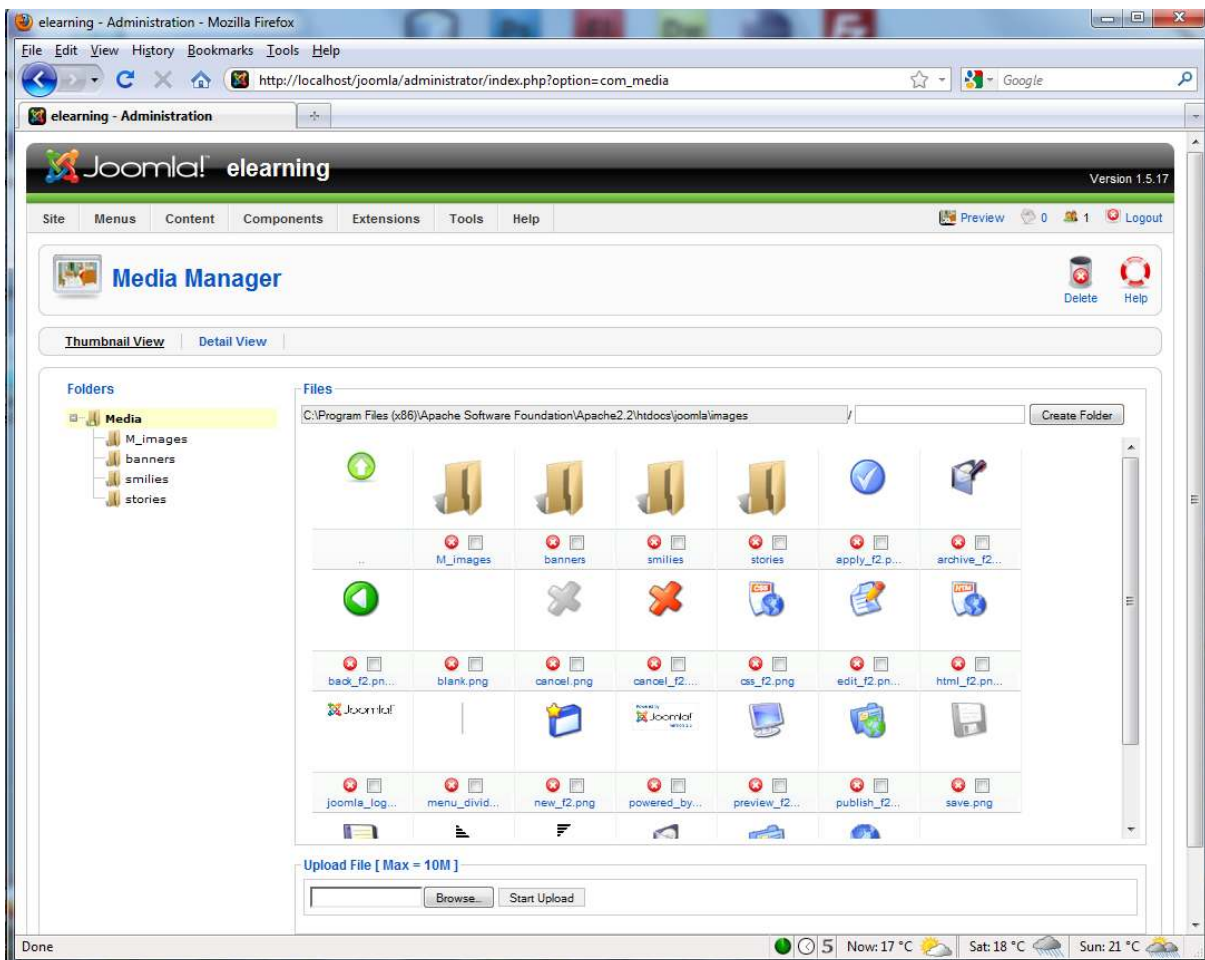 elearning - Administration - Mozilla Firefox
File Edit View History Bookmarks Tools Help
http://localhost/joomla/administrator/index.php?option=com_media
Google
elearning - Administration
Joomla! elearning
Version 1.5.17
Site Menus Content Components Extensions Tools Help
Preview 0 1 Logout
Media Manager
Delete Help
Thumbnail View Detail View
Folders
Media
M_images
banners
smilies
stories
Files
C:\Program Files (x86)\Apache Software Foundation\Apache2.2\htdocs\joomla\images / Create Folder
.. M_images banners smilies stories apply_f2.p... archive_f2...
CSS HTML
back_f2.pn... blank.png cancel.png cancel_f2.... css_f2.png edit_f2.pn... html_f2.pn...
Joomla! Powered by Joomla!
joomla_log... menu_divid... new_f2.png powered_by... preview_f2... publish_f2... save.png
Upload File [ Max = 10M ]
Browse... Start Upload
Done
5 Now: 17 °C Sat: 18 °C Sun: 21 °C